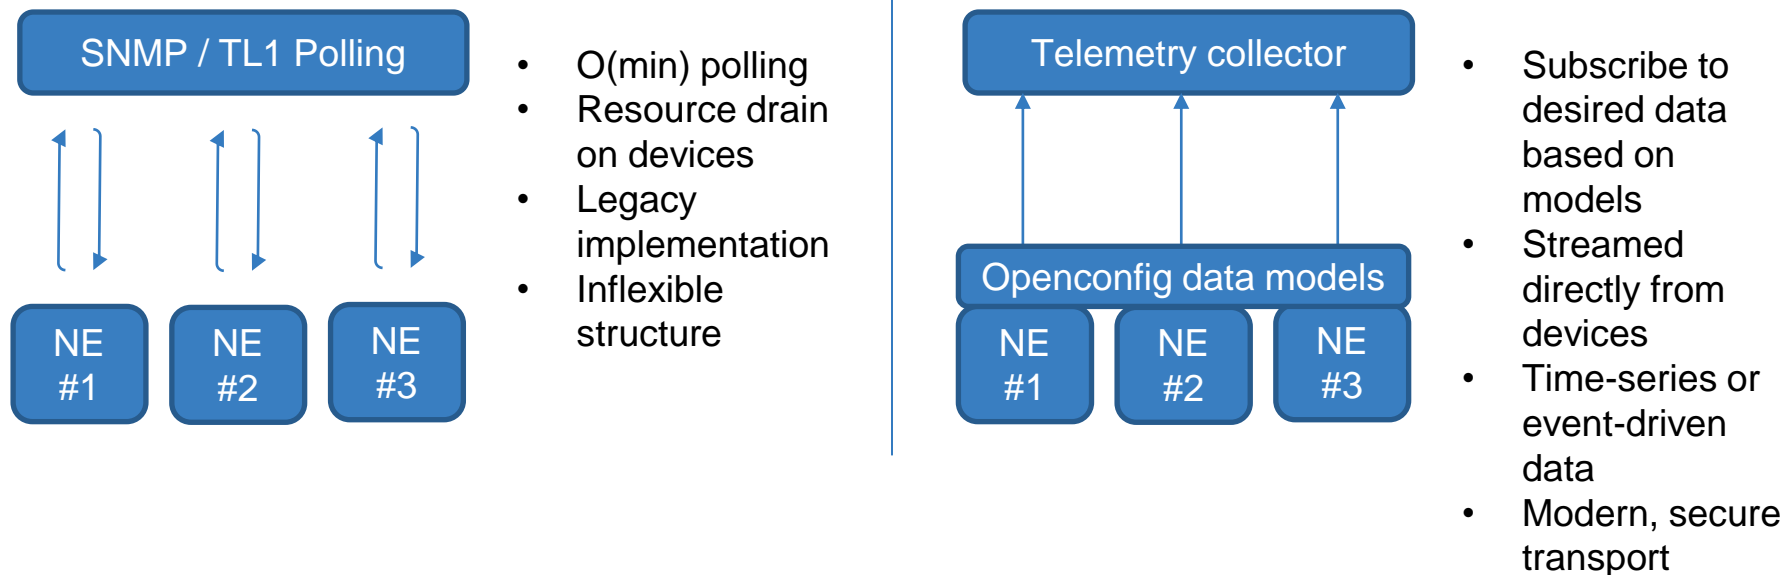 SNMP / TL1 Polling
NE
#1
NE
#2
NE
#3
• O(min) polling
• Resource drain
on devices
• Legacy
implementation
• Inflexible
structure
Telemetry collector
Openconfig data models
NE
#1
NE
#2
NE
#3
• Subscribe to
desired data
based on
models
• Streamed
directly from
devices
• Time-series or
event-driven
data
• Modern, secure
transport